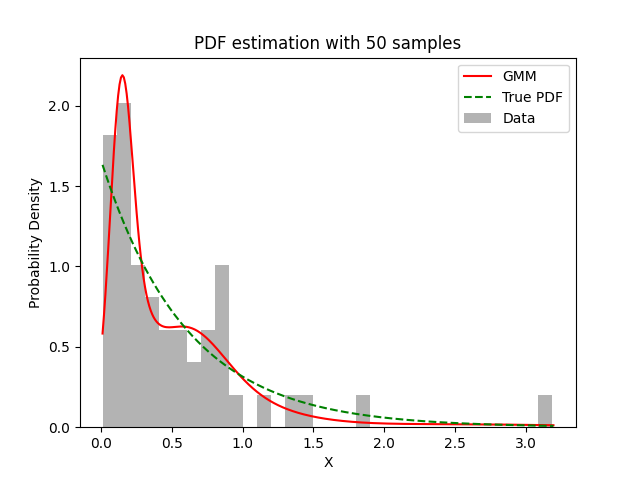 PDF estimation with 50 samples
GMM
True PDF
Data
Probability Density
2.0
1.5
1.0
0.5
0.0
0.0 0.5 1.0 1.5 2.0 2.5 3.0
X